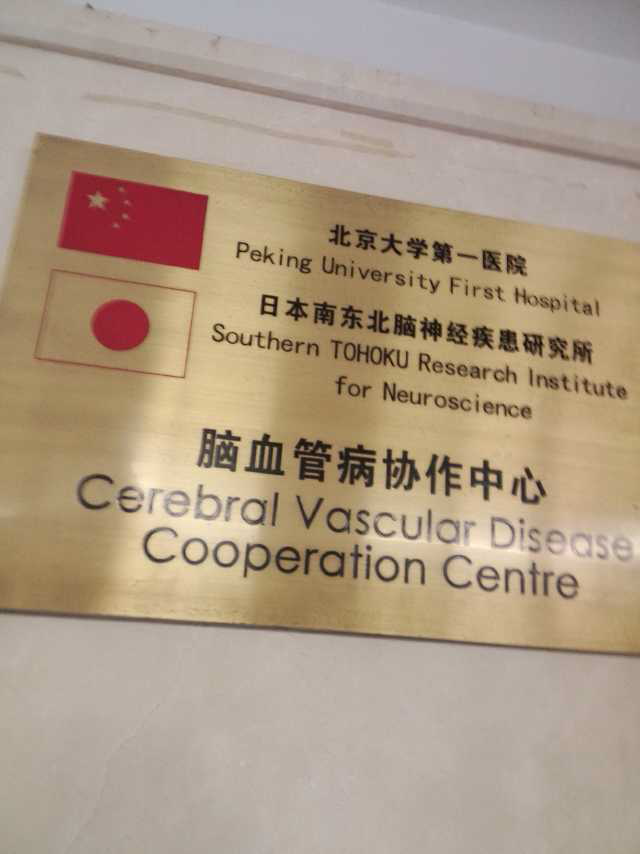 北京大学第一医院
Peking University First Hospital
日本南东北脑神经疾患研究所
Southern TOHOKU Research Institute
for Neuroscience
脑血管病协作中心
Cerebral Vascular Disease
Cooperation Centre